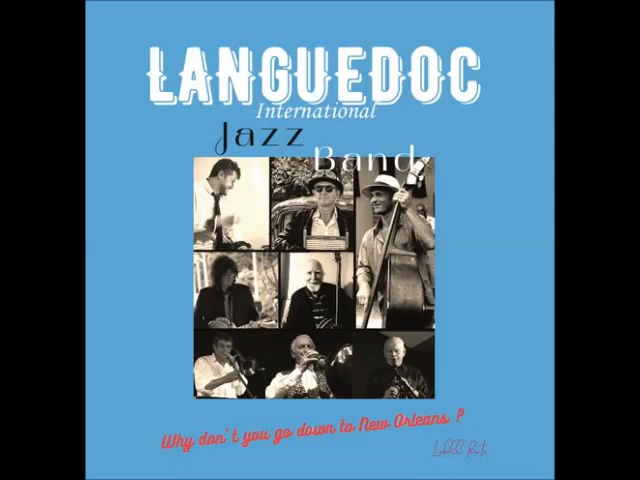 LANGUEDOC
International
Jazz
Band
Why don't you go down to New Orleans ?